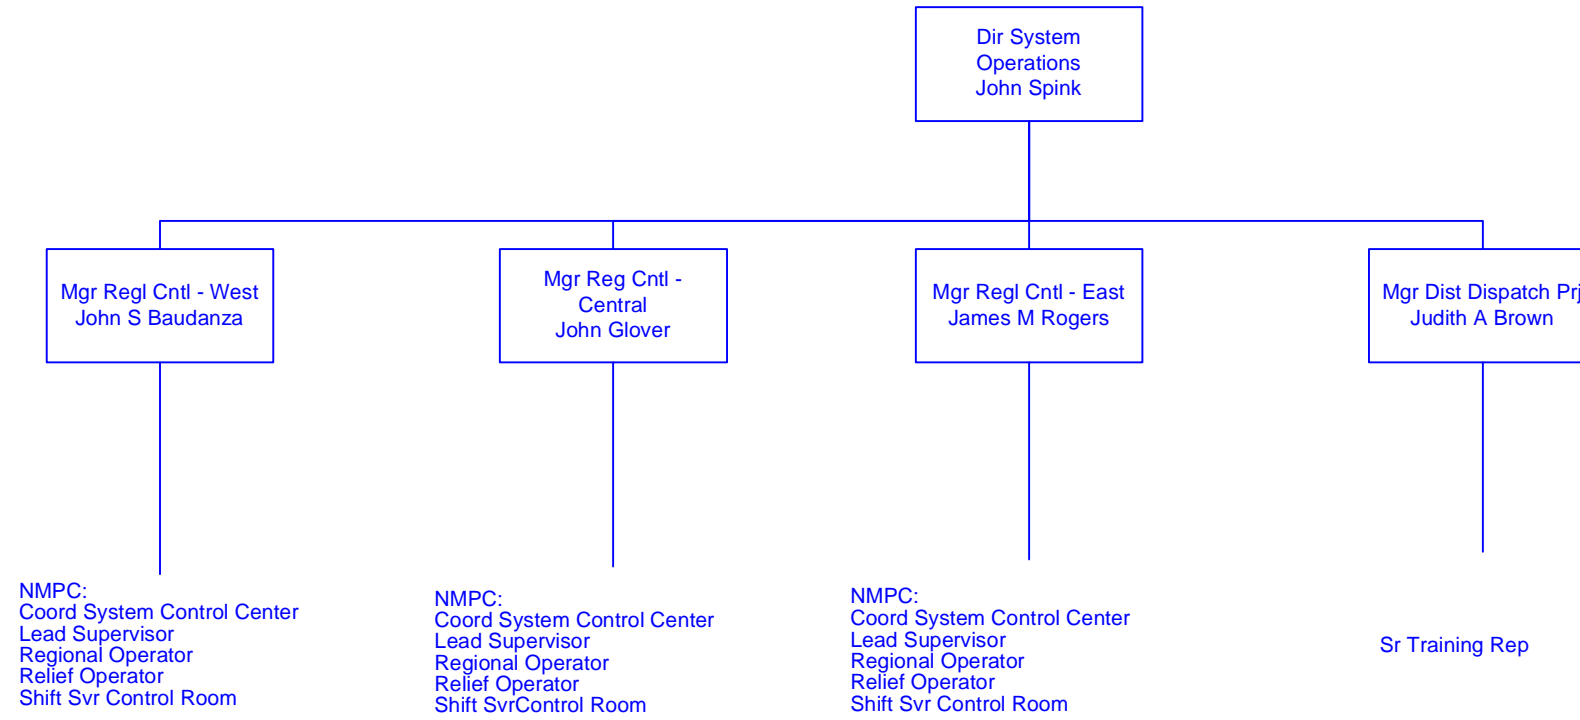 Dir System
Operations
John Spink
Mgr Regl Cntl - West
John S Baudanza
Mgr Reg Cntl -
Central
John Glover
Mgr Regl Cntl - East
James M Rogers
Mgr Dist Dispatch Prj
Judith A Brown
NMPC:
Coord System Control Center
Lead Supervisor
Regional Operator
Relief Operator
Shift Svr Control Room
NMPC:
Coord System Control Center
Lead Supervisor
Regional Operator
Relief Operator
Shift SvrControl Room
NMPC:
Coord System Control Center
Lead Supervisor
Regional Operator
Relief Operator
Shift Svr Control Room
Sr Training Rep